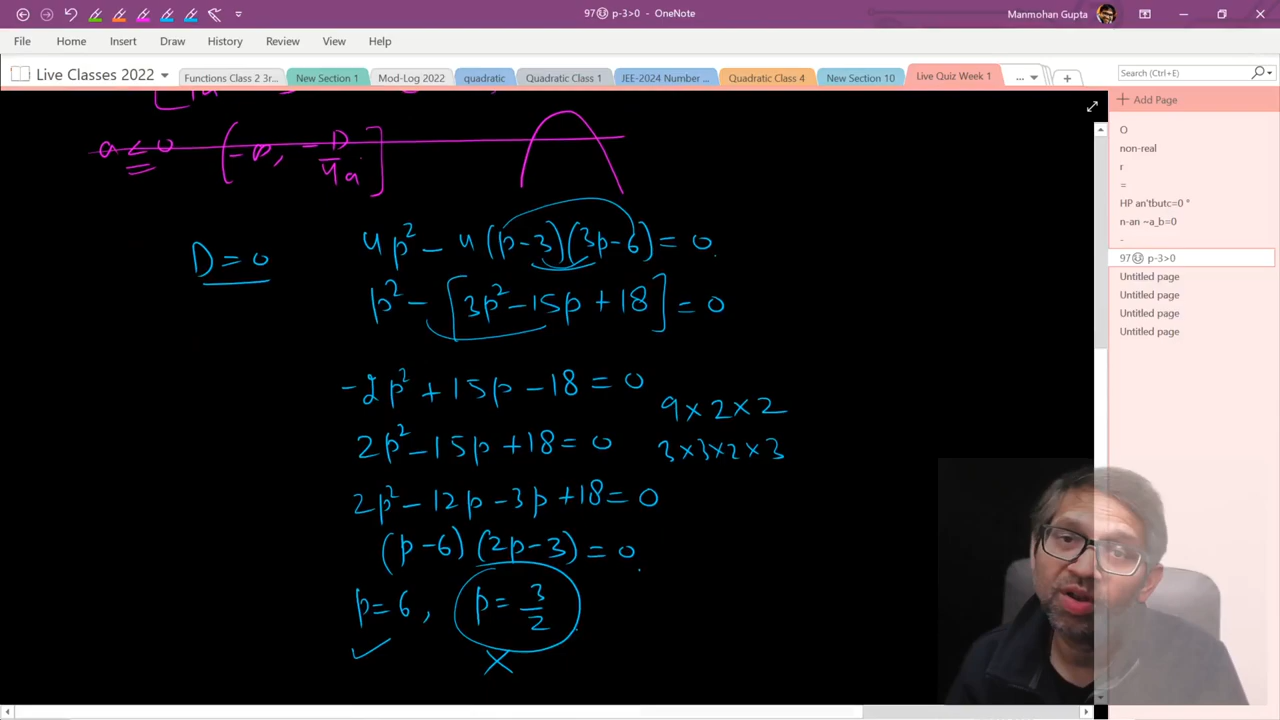 97😊 p-3>0 - OneNote
Manmohan Gupta
File Home Insert Draw History Review View Help
Live Classes 2022
Functions Class 2 3r...
New Section 1
Mod-Log 2022
quadratic
Quadratic Class 1
JEE-2024 Number ...
Quadratic Class 4
New Section 10
Live Quiz Week 1
...
Search (Ctrl+E)
Add Page
O
non-real
r
=
HP an'tbutc=0 *
n-an ~a_b=0
-
97😊 p-3>0
Untitled page
Untitled page
Untitled page
Untitled page
a < 0 (-∞, -D/4a]
D = 0
4p² - 4(p-3)(3p-6) = 0
p² - [3p² - 15p + 18] = 0
-2p² + 15p - 18 = 0
9 × 2 × 2
2p² - 15p + 18 = 0
3×3×2×3
2p² - 12p - 3p + 18 = 0
(p-6)(2p-3) = 0
p = 6, p = 3/2